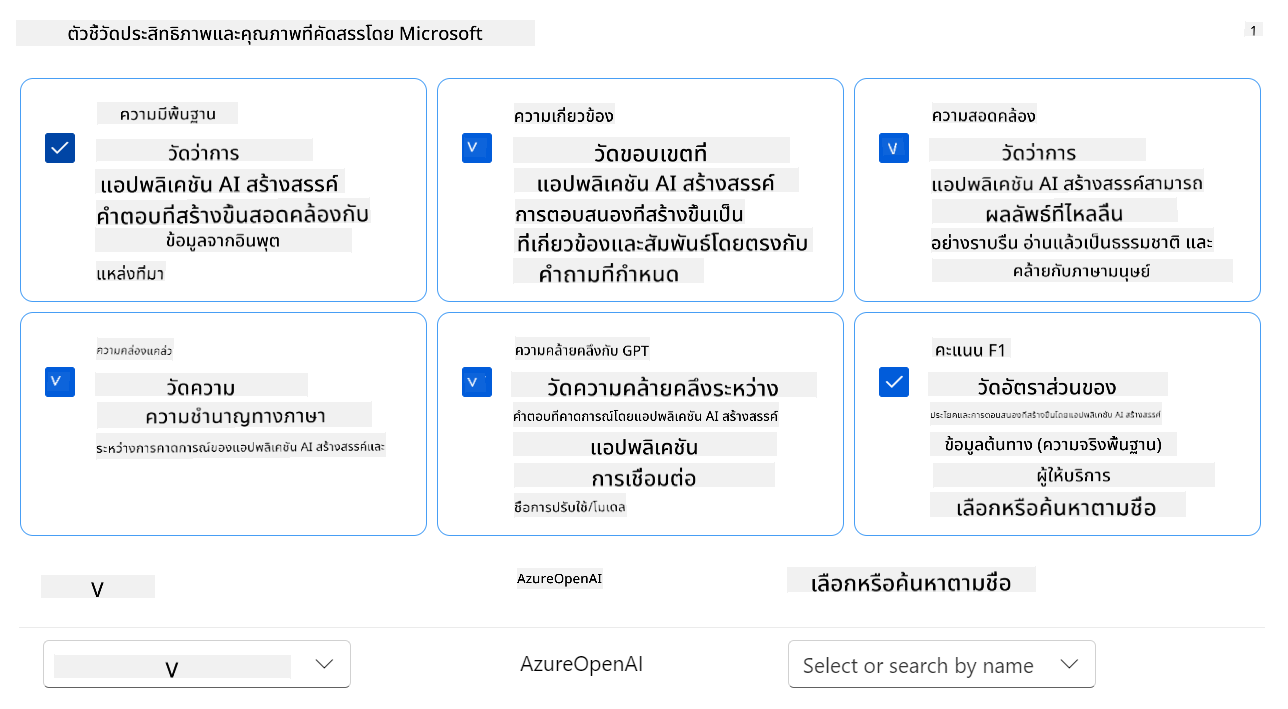 ตัวชี้วัดประสิทธิภาพและคุณภาพที่คัดสรรโดย Microsoft
1
ความมีพื้นฐาน
วัดว่าการ
แอปพลิเคชัน AI สร้างสรรค์
คำตอบที่สร้างขึ้นสอดคล้องกับ
ข้อมูลจากอินพุต
แหล่งที่มา
ความเกี่ยวข้อง
V
วัดขอบเขตที่
แอปพลิเคชัน AI สร้างสรรค์
การตอบสนองที่สร้างขึ้นเป็น
ที่เกี่ยวข้องและสัมพันธ์โดยตรงกับ
คำถามที่กำหนด
ความสอดคล้อง
V
วัดว่าการ
แอปพลิเคชัน AI สร้างสรรค์สามารถ
ผลลัพธ์ที่ไหลลื่น
อย่างราบรื่น อ่านแล้วเป็นธรรมชาติ และ
คล้ายกับภาษามนุษย์
ความคล่องแคล่ว
V
วัดความ
ความชำนาญทางภาษา
ระหว่างการคาดการณ์ของแอปพลิเคชัน AI สร้างสรรค์และ
ความคล้ายคลึงกับ GPT
V
วัดความคล้ายคลึงระหว่าง
คำตอบที่คาดการณ์โดยแอปพลิเคชัน AI สร้างสรรค์
แอปพลิเคชัน
การเชื่อมต่อ
ชื่อการปรับใช้/โมเดล
คะแนน F1
วัดอัตราส่วนของ
ประโยคและการตอบสนองที่สร้างขึ้นโดยแอปพลิเคชัน AI สร้างสรรค์
ข้อมูลต้นทาง (ความจริงพื้นฐาน)
ผู้ให้บริการ
เลือกหรือค้นหาตามชื่อ
V
AzureOpenAI
เลือกหรือค้นหาตามชื่อ
V
AzureOpenAI
Select or search by name